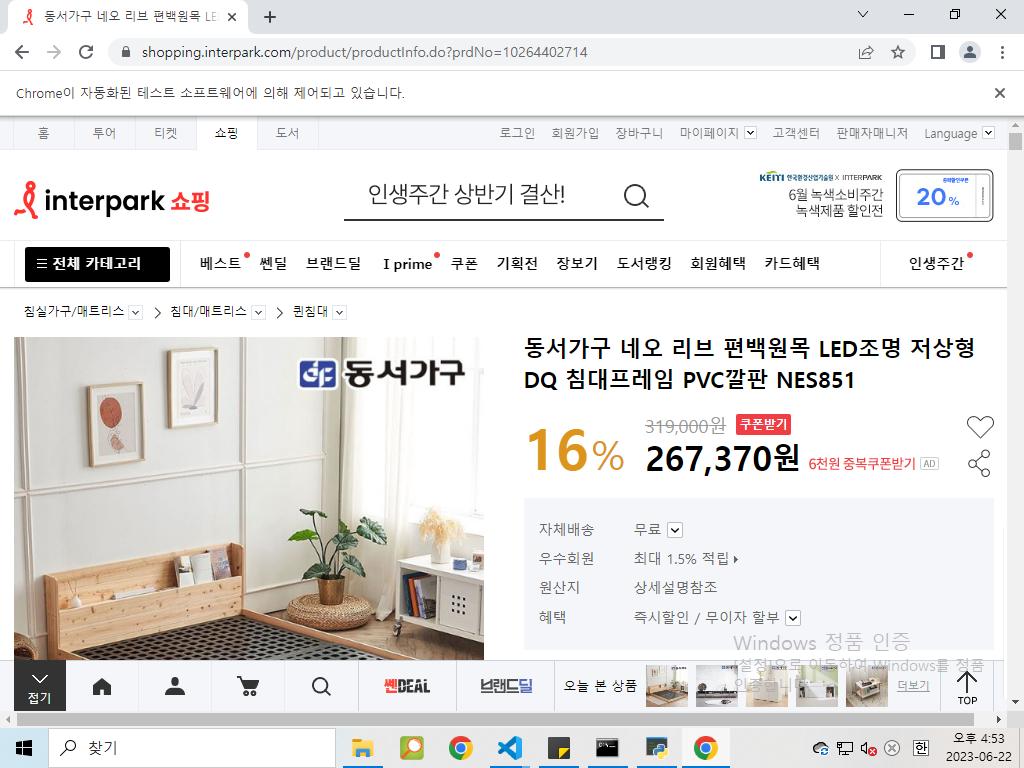 동서가구 네오 리브 편백원목 LE
shopping.interpark.com/product/productInfo.do?prdNo=10264402714
Chrome이 자동화된 테스트 소프트웨어에 의해 제어되고 있습니다.
홈 투어 티켓 쇼핑 도서 로그인 회원가입 장바구니 마이페이지 고객센터 판매자매니저 Language
interpark 쇼핑
인생주간 상반기 결산!
KEITI 한국환경산업기술원 X INTERPARK
6월 녹색소비주간
녹색제품 할인전
중복할인쿠폰
20%
전체 카테고리 베스트 쎈딜 브랜드딜 I prime 쿠폰 기획전 장보기 도서랭킹 회원혜택 카드혜택 인생주간
침실가구/매트리스 침대/매트리스 퀸침대
동서가구
동서가구 네오 리브 편백원목 LED조명 저상형
DQ 침대프레임 PVC깔판 NES851
16%
319,000원 쿠폰받기
267,370원 6천원 중복쿠폰받기 AD
자체배송 무료
우수회원 최대 1.5% 적립
원산지 상세설명참조
혜택 즉시할인 / 무이자 할부
Windows 정품 인증
[설정]으로 이동하여 Windows를 정품
인증합니다.
접기
쎈DEAL
브랜드딜
오늘 본 상품
더보기
TOP
찾기
한
오후 4:53
2023-06-22